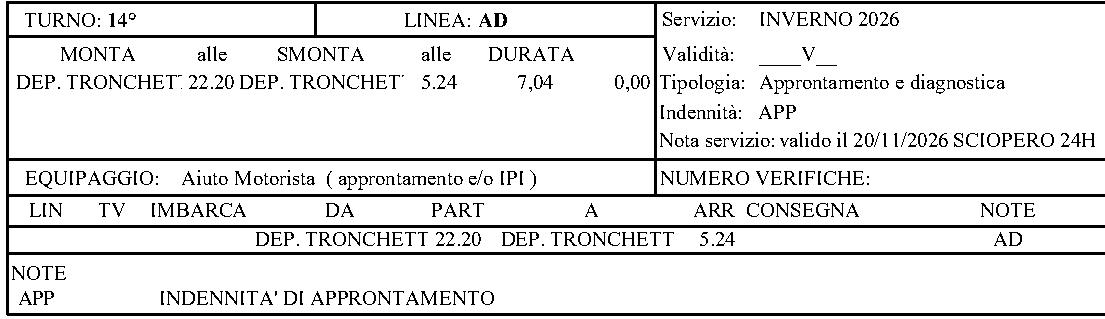 TURNO: 14° LINEA: AD
MONTA alle SMONTA alle DURATA
DEP. TRONCHETT 22.20 DEP. TRONCHET 5.24 7,04 0,00
Servizio: INVERNO 2026
Validità: ____V__
Tipologia: Approntamento e diagnostica
Indennità: APP
Nota servizio: valido il 20/11/2026 SCIOPERO 24H
EQUIPAGGIO: Aiuto Motorista ( approntamento e/o IPI )
NUMERO VERIFICHE:
LIN TV IMBARCA DA PART A ARR CONSEGNA NOTE
DEP. TRONCHETT 22.20 DEP. TRONCHETT 5.24 AD
NOTE
APP INDENNITA' DI APPRONTAMENTO